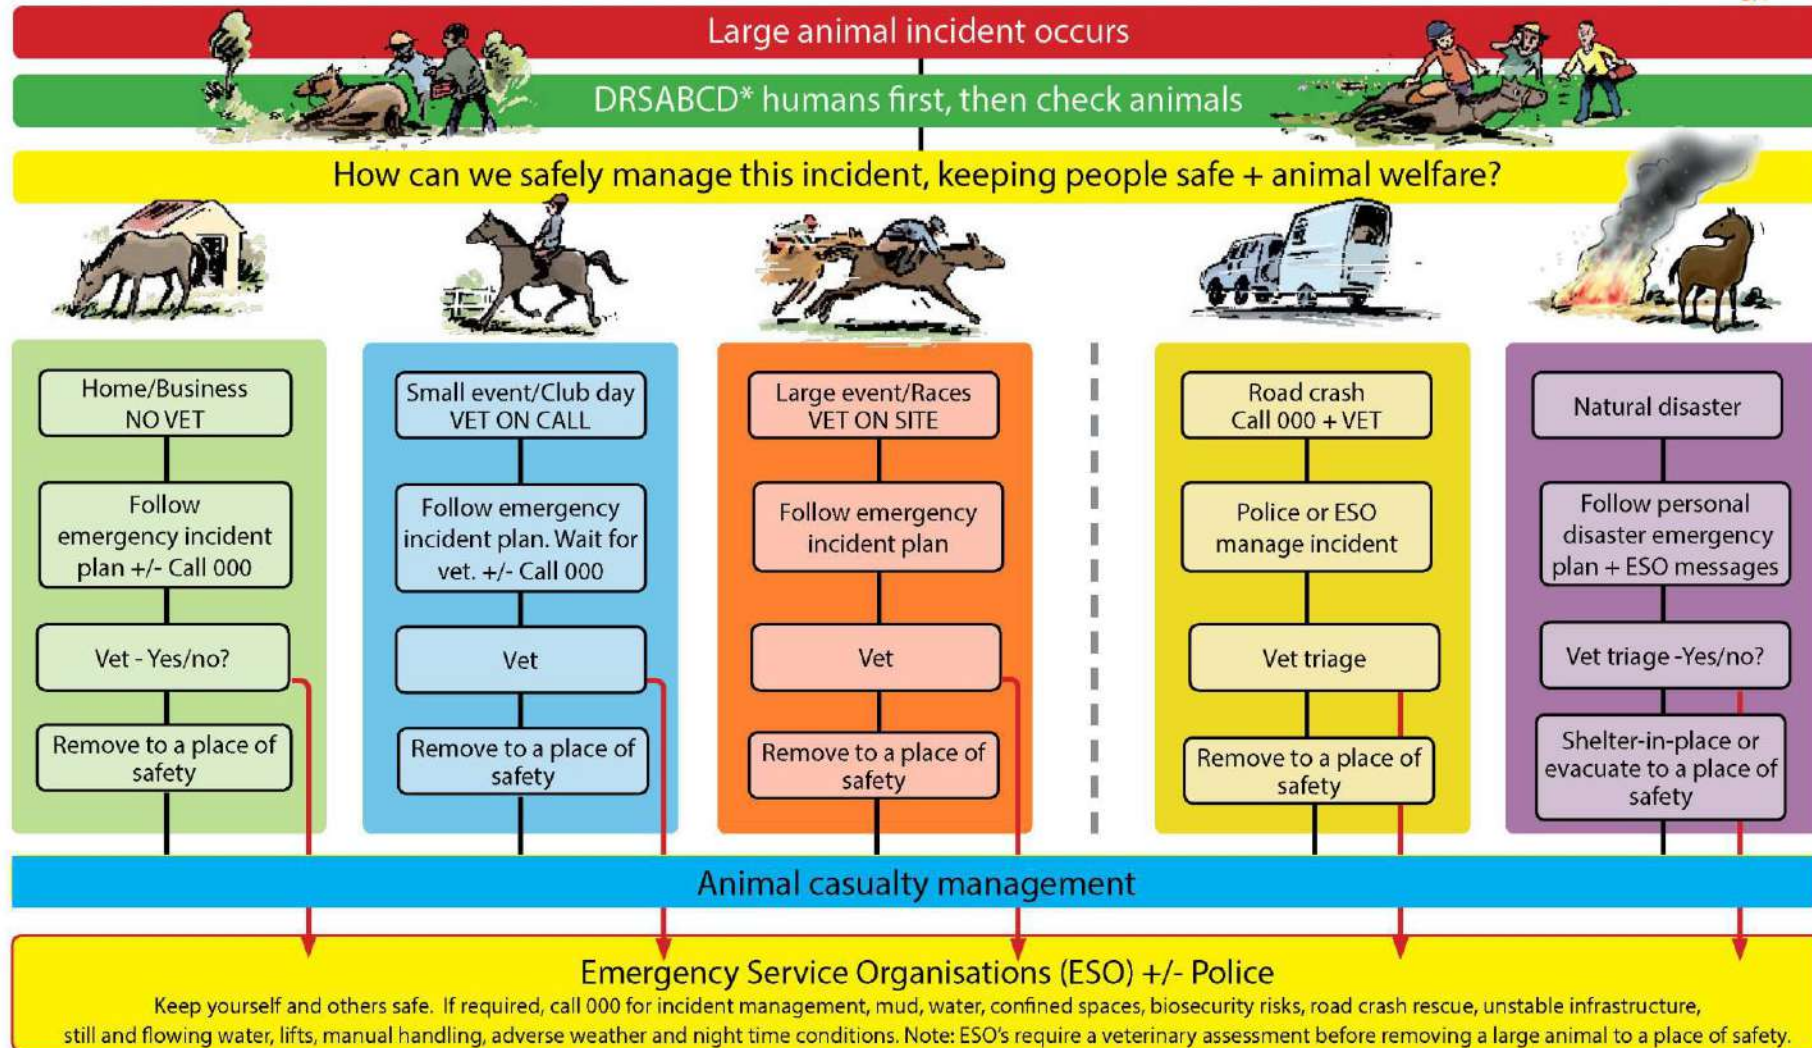 Large animal incident occurs
DRSABCD* humans first, then check animals
How can we safely manage this incident, keeping people safe + animal welfare?
Home/Business
NO VET
Follow
emergency incident
plan +/- Call 000
Vet - Yes/no?
Remove to a place of
safety
Small event/Club day
VET ON CALL
Follow emergency
incident plan. Wait for
vet. +/- Call 000
Vet
Remove to a place of
safety
Large event/Races
VET ON SITE
Follow emergency
incident plan
Vet
Remove to a place of
safety
Road crash
Call 000 + VET
Police or ESO
manage incident
Vet triage
Remove to a place of
safety
Natural disaster
Follow personal
disaster emergency
plan + ESO messages
Vet triage -Yes/no?
Shelter-in-place or
evacuate to a place of
safety
Animal casualty management
Emergency Service Organisations (ESO) +/- Police
Keep yourself and others safe. If required, call 000 for incident management, mud, water, confined spaces, biosecurity risks, road crash rescue, unstable infrastructure,
still and flowing water, lifts, manual handling, adverse weather and night time conditions. Note: ESO's require a veterinary assessment before removing a large animal to a place of safety.